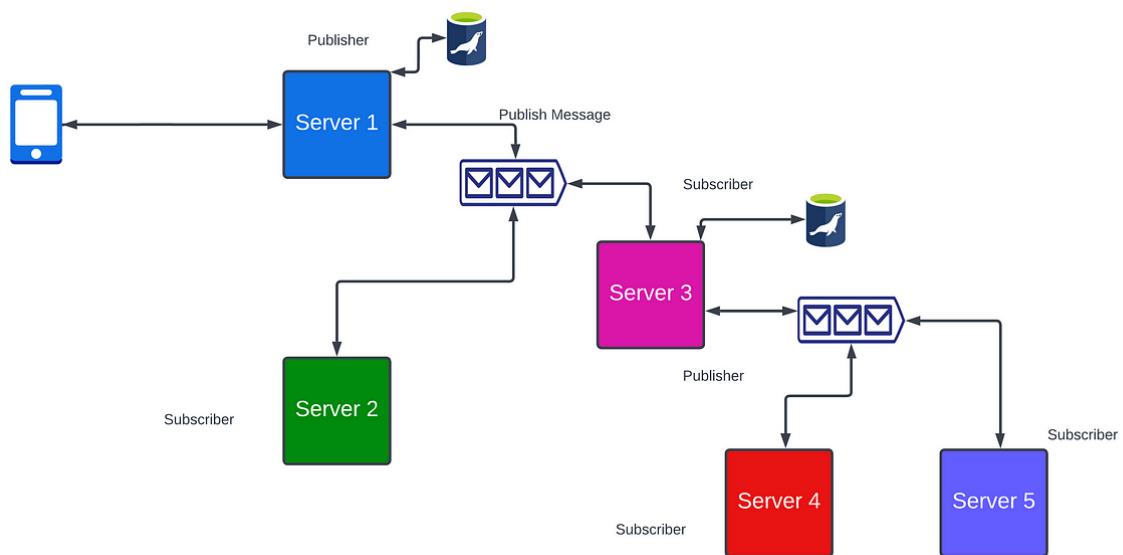 Publisher
Server 1
Publish Message
Subscriber
Server 3
Publisher
Server 2
Subscriber
Subscriber
Server 4
Server 5
Subscriber